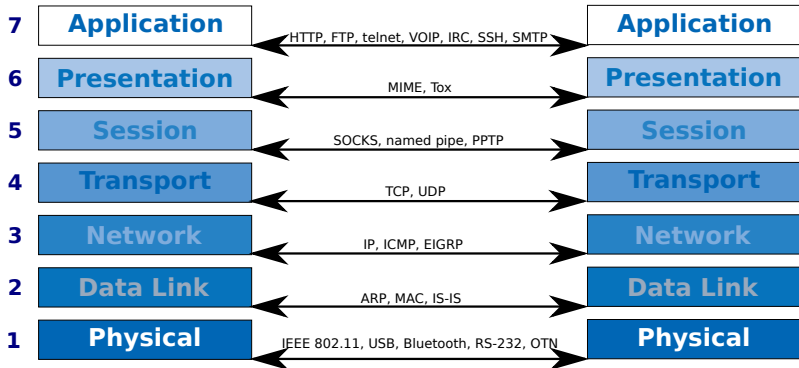 7 Application HTTP, FTP, telnet, VOIP, IRC, SSH, SMTP Application
6 Presentation MIME, Tox Presentation
5 Session SOCKS, named pipe, PPTP Session
4 Transport TCP, UDP Transport
3 Network IP, ICMP, EIGRP Network
2 Data Link ARP, MAC, IS-IS Data Link
1 Physical IEEE 802.11, USB, Bluetooth, RS-232, OTN Physical